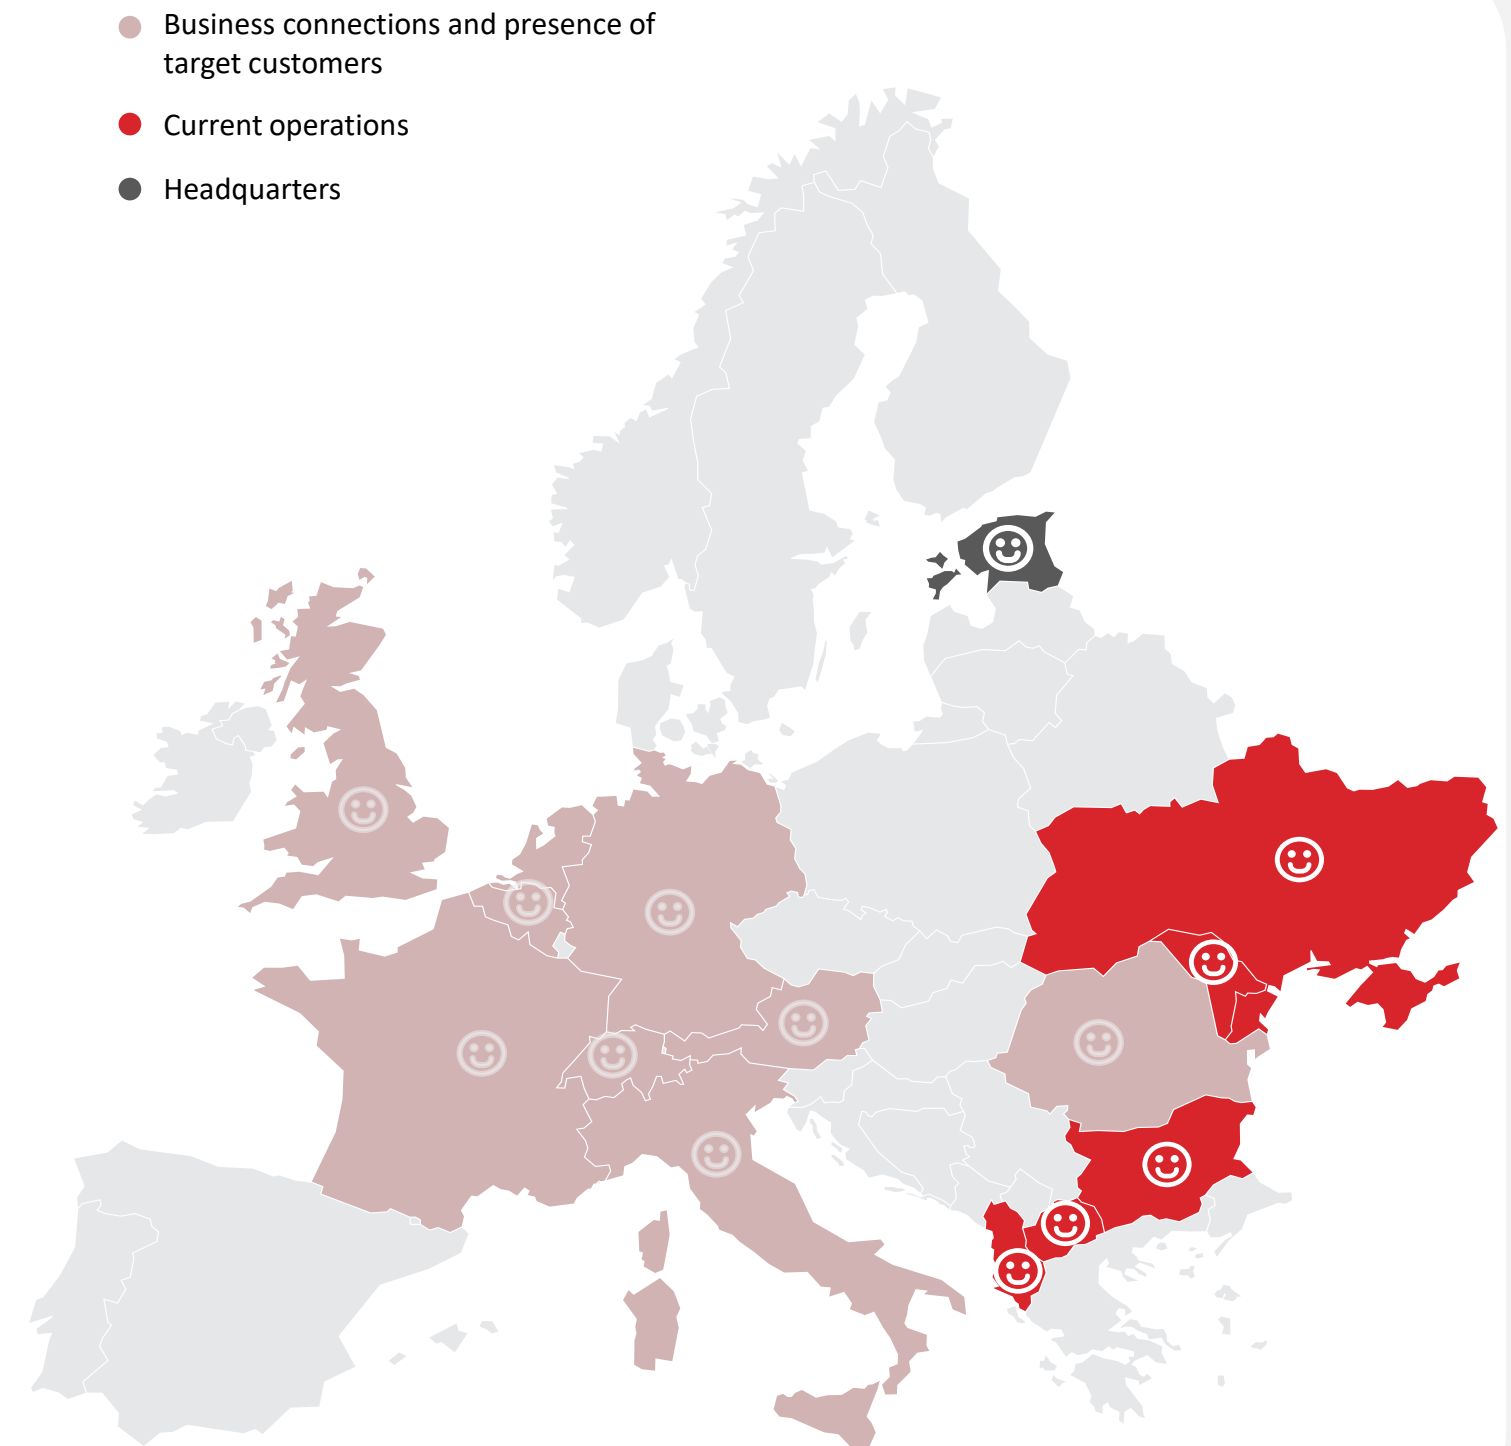 Business connections and presence of
target customers
Current operations
Headquarters